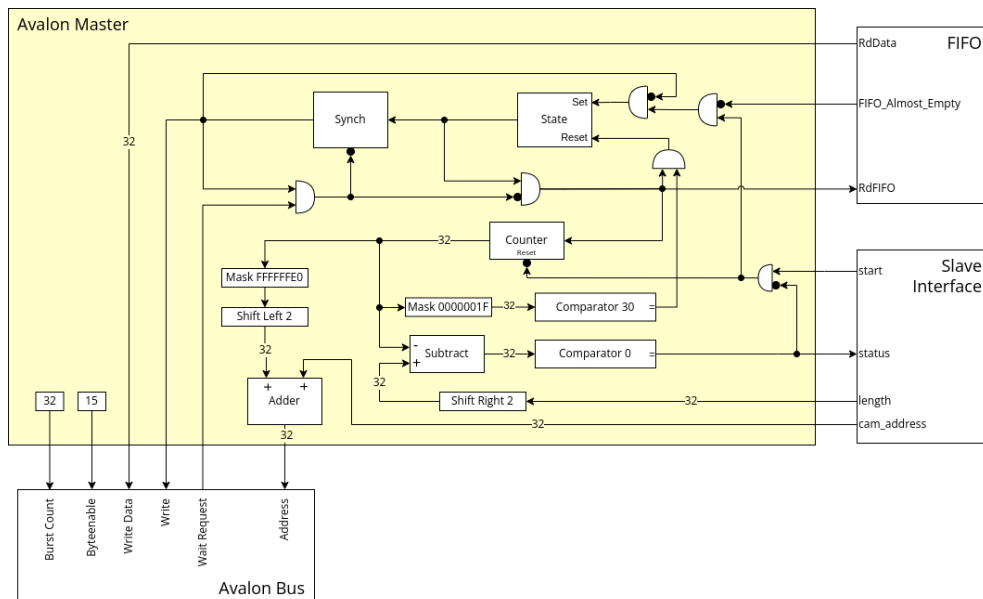 Avalon Master
FIFO
RdData
FIFO_Almost_Empty
RdFIFO
32
Synch
State
Set
Reset
Counter
Reset
32
Mask FFFFFFE0
Shift Left 2
32
Mask 0000001F
32
Comparator 30
=
-
+
Subtract
32
Comparator 0
=
32
Shift Right 2
32
32
+
+
Adder
32
start
Slave
Interface
status
length
cam_address
32
15
Burst Count
Byteenable
Write Data
Write
Wait Request
Address
Avalon Bus